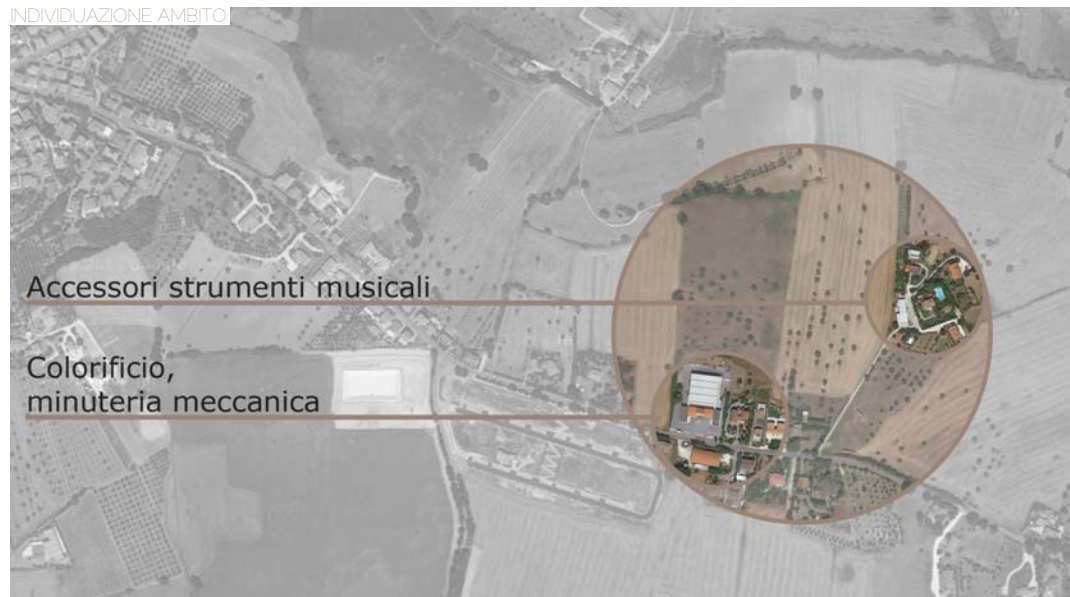 INDIVIDUAZIONE AMBITO
Accessori strumenti musicali
Colorificio,
minuteria meccanica